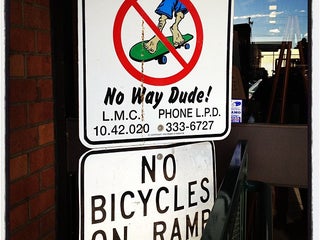 No Way Dude!
L.M.C. PHONE L.P.D.
10.42.020 333-6727
NO
BICYCLES
ON RAMP